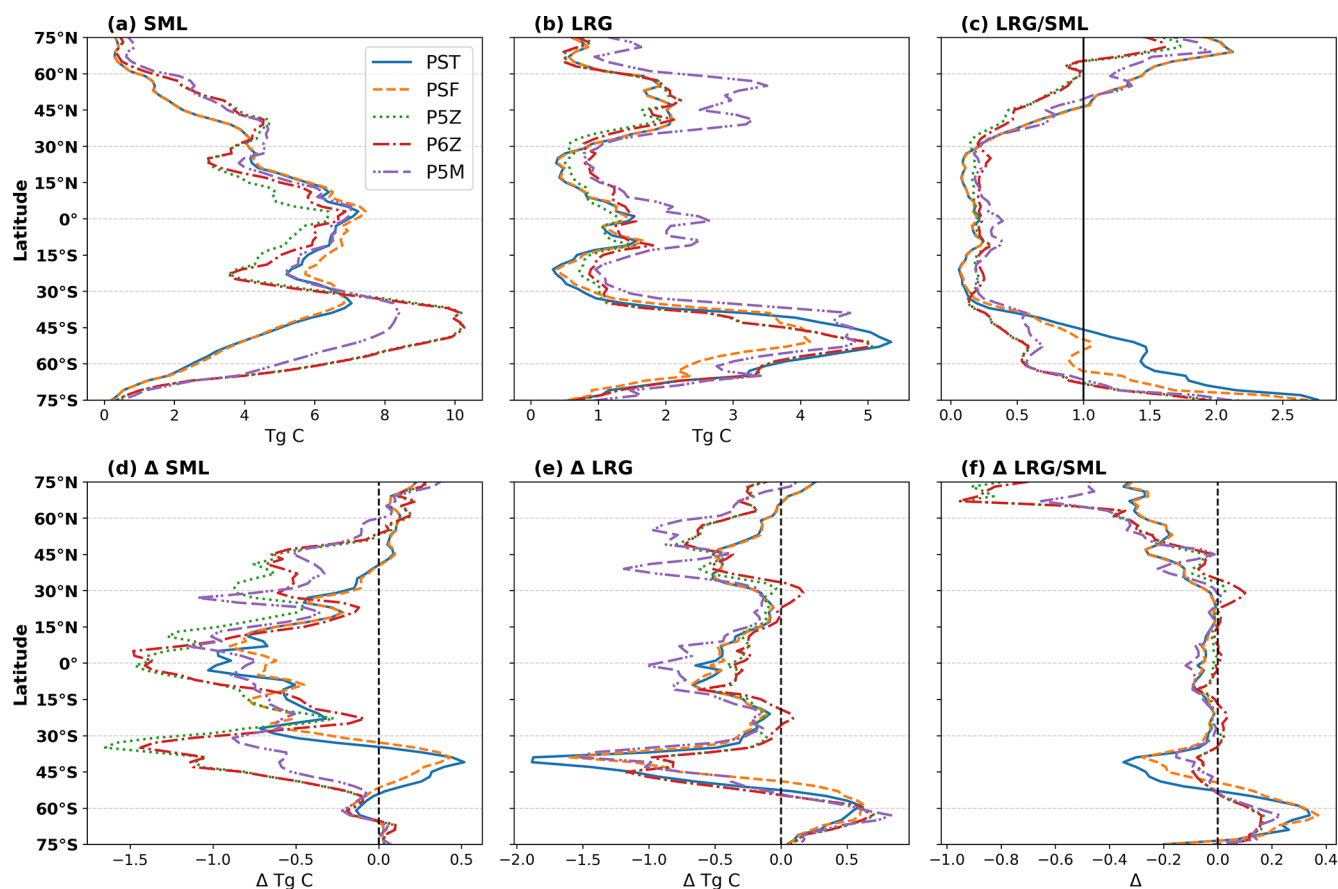 (a) SML
(b) LRG
(c) LRG/SML
75°N
60°N
45°N
30°N
15°N
0°
15°S
30°S
45°S
60°S
75°S
Latitude
PST
PSF
P5Z
P6Z
P5M
0 2 4 6 8 10
Tg C
0 1 2 3 4 5
Tg C
0.0 0.5 1.0 1.5 2.0 2.5
(d) Δ SML
(e) Δ LRG
(f) Δ LRG/SML
75°N
60°N
45°N
30°N
15°N
0°
15°S
30°S
45°S
60°S
75°S
Latitude
−1.5 −1.0 −0.5 0.0 0.5
Δ Tg C
−2.0 −1.5 −1.0 −0.5 0.0 0.5
Δ Tg C
−1.0 −0.8 −0.6 −0.4 −0.2 0.0 0.2 0.4
Δ